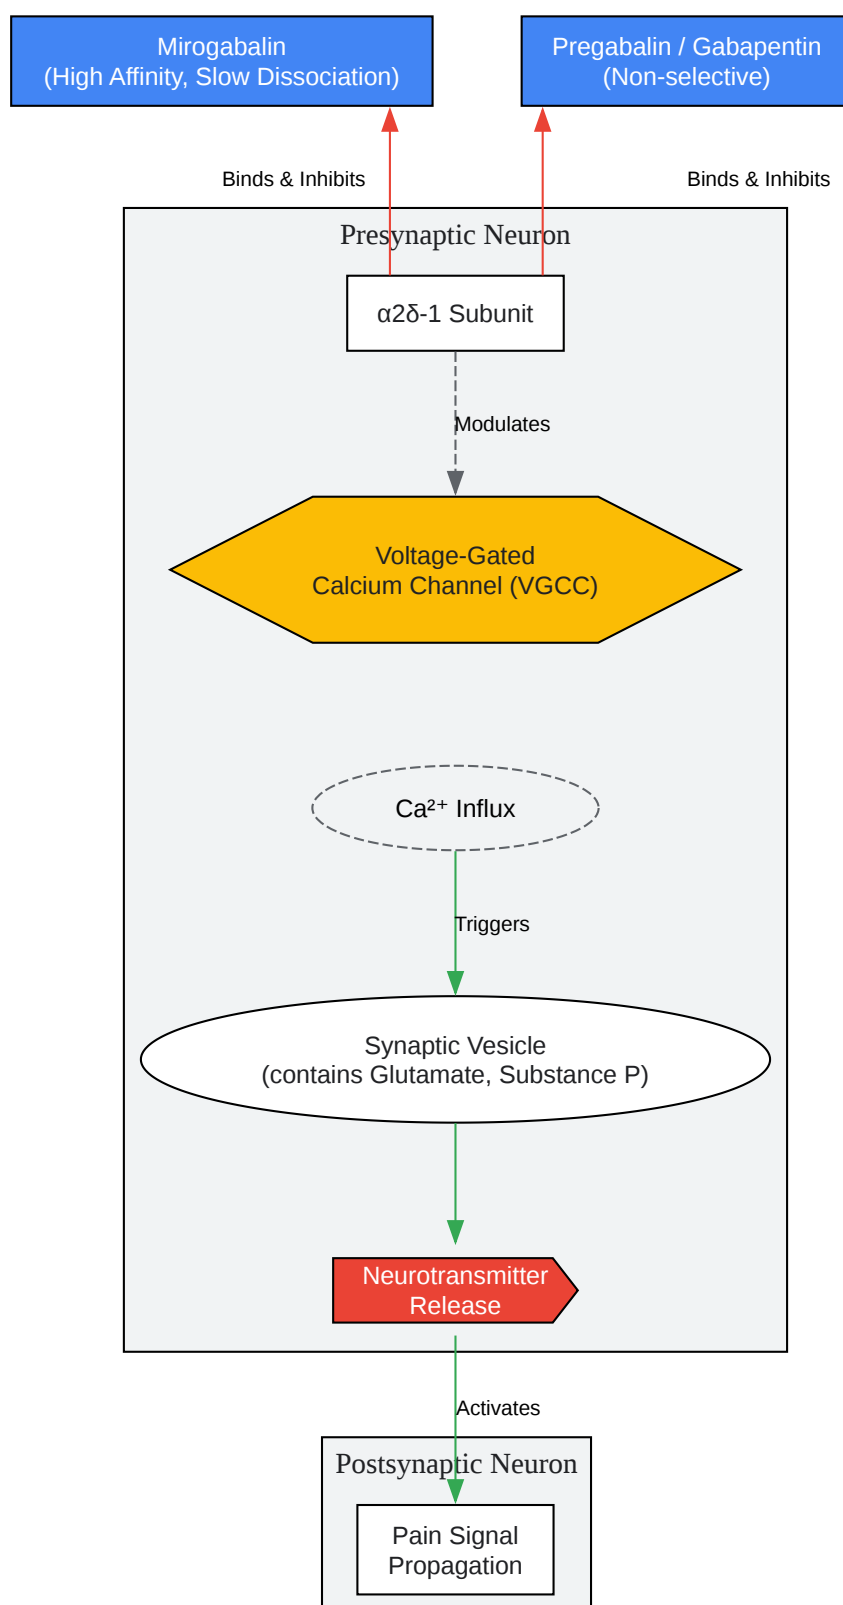 Mirogabalin
(High Affinity, Slow Dissociation)
Pregabalin / Gabapentin
(Non-selective)
Binds & Inhibits
Binds & Inhibits
Presynaptic Neuron
α2δ-1 Subunit
Modulates
Voltage-Gated
Calcium Channel (VGCC)
Ca²⁺ Influx
Triggers
Synaptic Vesicle
(contains Glutamate, Substance P)
Neurotransmitter
Release
Activates
Postsynaptic Neuron
Pain Signal
Propagation